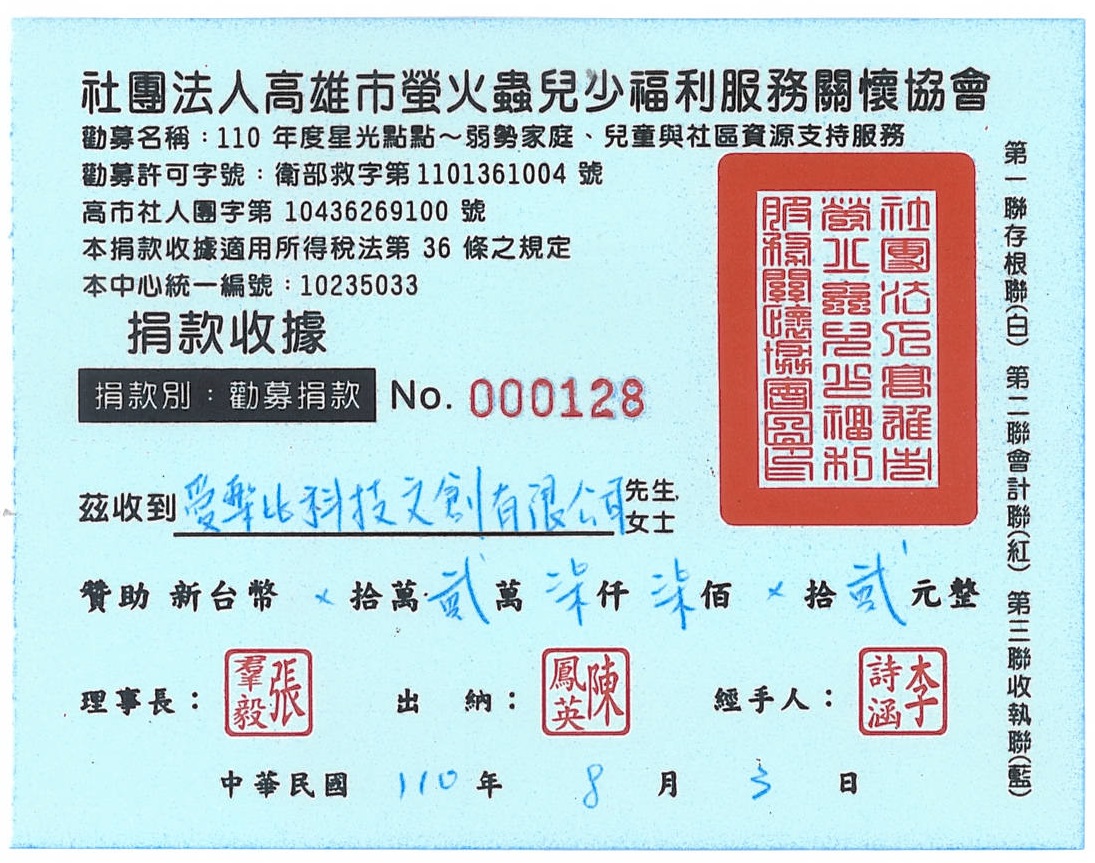 社團法人高雄市螢火蟲兒少福利服務關懷協會
勸募名稱：110 年度星光點點～弱勢家庭、兒童與社區資源支持服務
勸募許可字號：衛部救字第1101361004 號
高市社人團字第 10436269100 號
本捐款收據適用所得稅法第 36 條之規定
本中心統一編號：10235033
捐款收據
捐款別：勸募捐款 No. 000128
茲收到 愛攀比科技文創有限公司 先生
女士
贊助 新台幣 × 拾萬 貳 萬 柒 仟 柒 佰 × 拾 貳 元整
理事長： 張羣毅 出 納： 陳鳳英 經手人： 李詩涵
中華民國 110 年 8 月 3 日
社團法人高雄市
螢火蟲兒少福利
服務關懷協會圖記
第一聯存根聯(白) 第二聯會計聯(紅) 第三聯收執聯(藍)